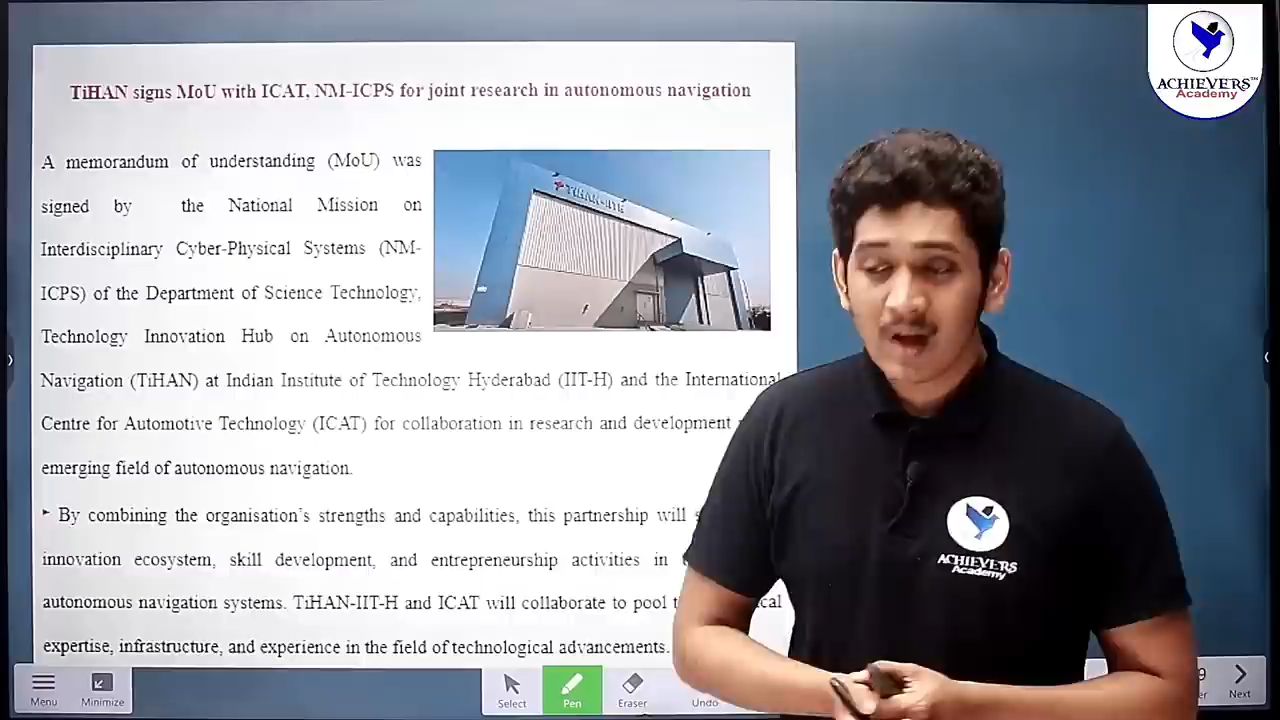 TiHAN signs MoU with ICAT, NM-ICPS for joint research in autonomous navigation
A memorandum of understanding (MoU) was
signed by the National Mission on
Interdisciplinary Cyber-Physical Systems (NM-
ICPS) of the Department of Science Technology,
Technology Innovation Hub on Autonomous
Navigation (TiHAN) at Indian Institute of Technology Hyderabad (IIT-H) and the International
Centre for Automotive Technology (ICAT) for collaboration in research and development
emerging field of autonomous navigation.
‣ By combining the organisation's strengths and capabilities, this partnership will
innovation ecosystem, skill development, and entrepreneurship activities in
autonomous navigation systems. TiHAN-IIT-H and ICAT will collaborate to pool
expertise, infrastructure, and experience in the field of technological advancements.
TiHAN-IITH
ACHIEVERS™
Academy
ACHIEVERS
Academy
Menu
Minimize
Select
Pen
Eraser
Undo
Next